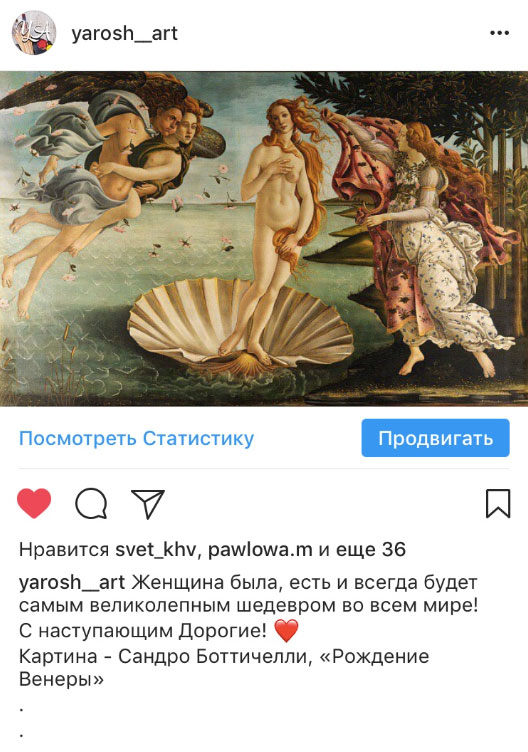 yarosh__art
Посмотреть Статистику
Продвигать
Нравится svet_khv, pawlowa.m и еще 36
yarosh__art Женщина была, есть и всегда будет
самым великолепным шедевром во всем мире!
С наступающим Дорогие! ❤️
Картина - Сандро Боттичелли, «Рождение
Венеры»
.
.